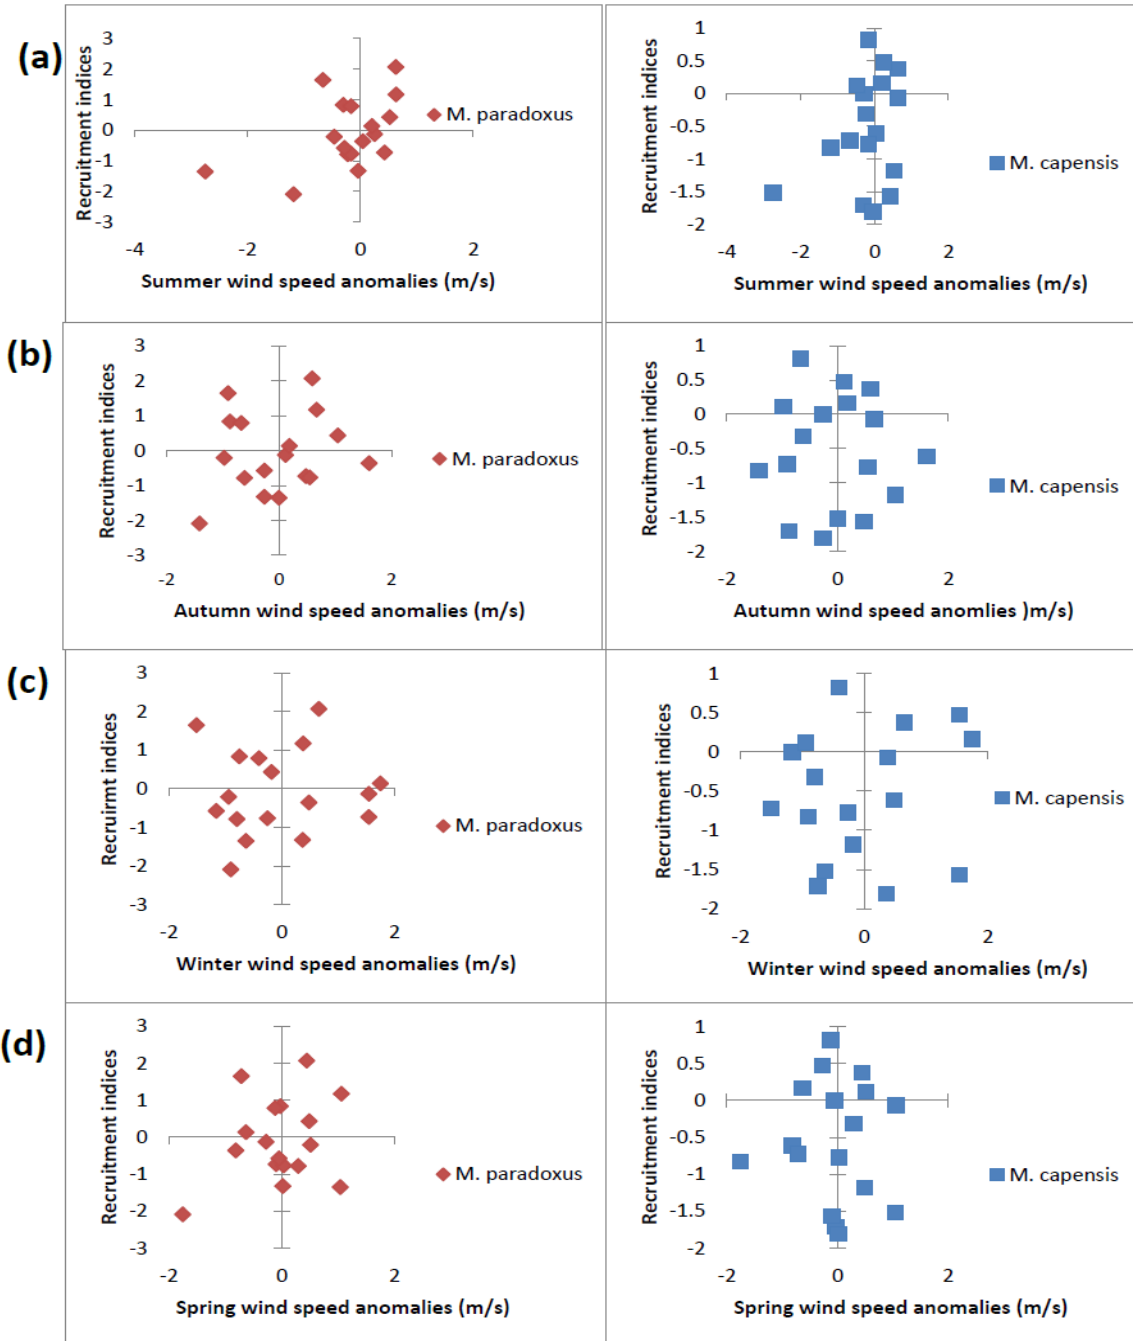 (a)
Recruitment indices
3
2
1
0
-1
-2
-3
-4
-2
0
2
M. paradoxus
Summer wind speed anomalies (m/s)
Recruitment indices
1
0.5
0
-0.5
-1
-1.5
-2
-4
-2
0
2
M. capensis
Summer wind speed anomalies (m/s)
(b)
Recruitment indices
3
2
1
0
-1
-2
-3
-2
0
2
M. paradoxus
Autumn wind speed anomalies (m/s)
Recruitment indices
1
0.5
0
-0.5
-1
-1.5
-2
-2
0
2
M. capensis
Autumn wind speed anomlies )m/s)
(c)
Recruirmt indices
3
2
1
0
-1
-2
-3
-2
0
2
M. paradoxus
Winter wind speed anomalies (m/s)
Recruitment indices
1
0.5
0
-0.5
-1
-1.5
-2
-2
0
2
M. capensis
Winter wind speed anomalies (m/s)
(d)
Recruitment indices
3
2
1
0
-1
-2
-3
-2
0
2
M. paradoxus
Spring wind speed anomalies (m/s)
Recruitment indices
1
0.5
0
-0.5
-1
-1.5
-2
-2
0
2
M. capensis
Spring wind speed anomalies (m/s)